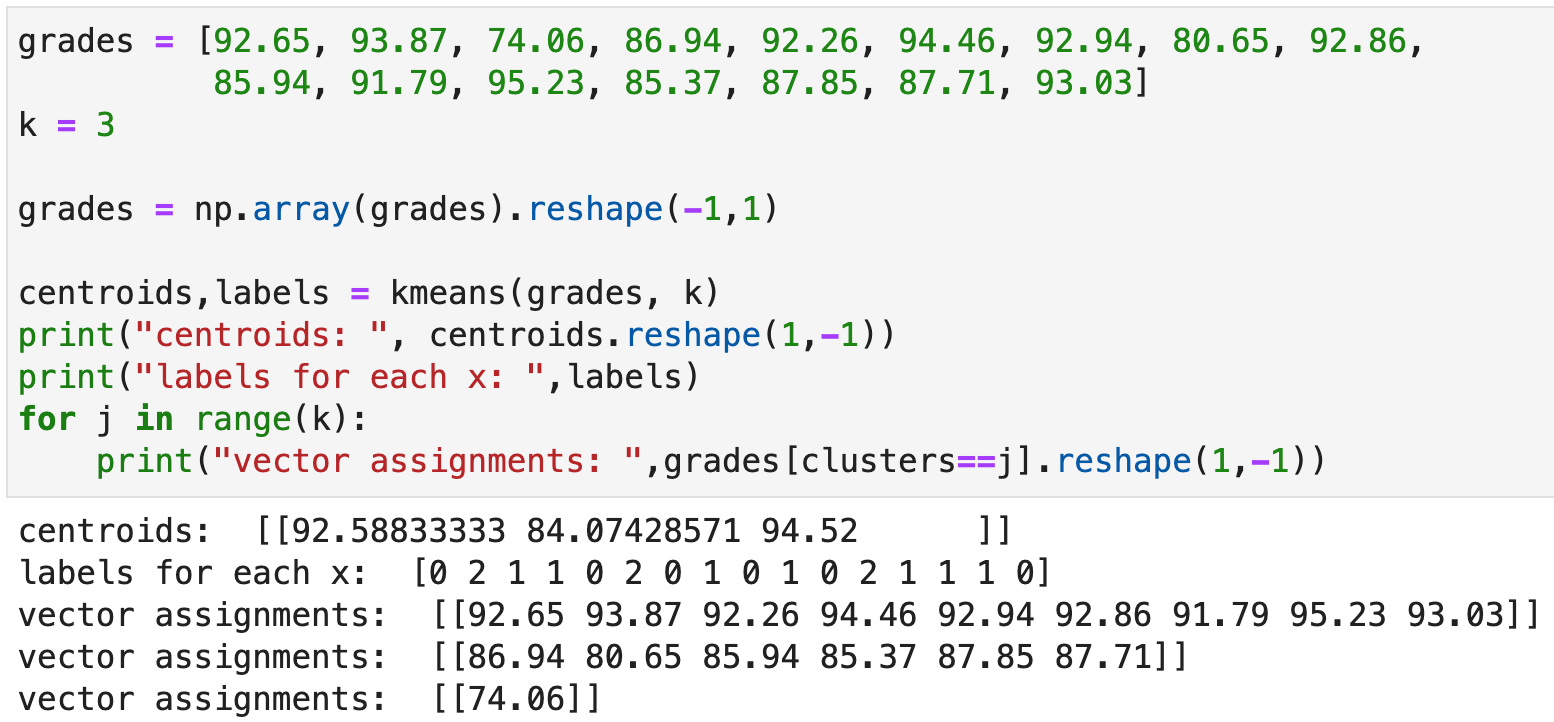 grades = [92.65, 93.87, 74.06, 86.94, 92.26, 94.46, 92.94, 80.65, 92.86,
          85.94, 91.79, 95.23, 85.37, 87.85, 87.71, 93.03]
k = 3

grades = np.array(grades).reshape(-1,1)

centroids,labels = kmeans(grades, k)
print("centroids: ", centroids.reshape(1,-1))
print("labels for each x: ",labels)
for j in range(k):
    print("vector assignments: ",grades[clusters==j].reshape(1,-1))
centroids:  [[92.58833333 84.07428571 94.52      ]]
labels for each x:  [0 2 1 1 0 2 0 1 0 1 0 2 1 1 1 0]
vector assignments:  [[92.65 93.87 92.26 94.46 92.94 92.86 91.79 95.23 93.03]]
vector assignments:  [[86.94 80.65 85.94 85.37 87.85 87.71]]
vector assignments:  [[74.06]]